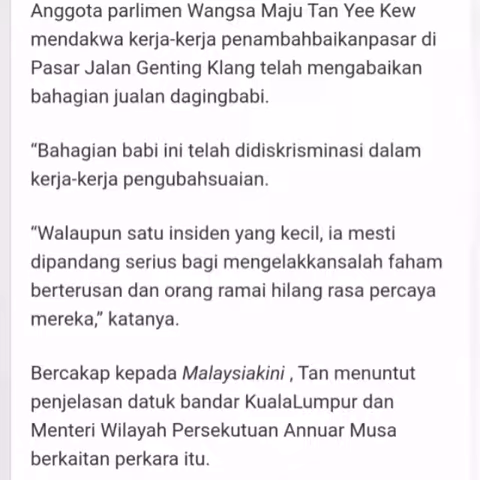 Anggota parlimen Wangsa Maju Tan Yee Kew
mendakwa kerja-kerja penambahbaikanpasar di
Pasar Jalan Genting Klang telah mengabaikan
bahagian jualan dagingbabi.
“Bahagian babi ini telah didiskriminasi dalam
kerja-kerja pengubahsuaian.
“Walaupun satu insiden yang kecil, ia mesti
dipandang serius bagi mengelakkansalah faham
berterusan dan orang ramai hilang rasa percaya
mereka,” katanya.
Bercakap kepada Malaysiakini , Tan menuntut
penjelasan datuk bandar KualaLumpur dan
Menteri Wilayah Persekutuan Annuar Musa
berkaitan perkara itu.